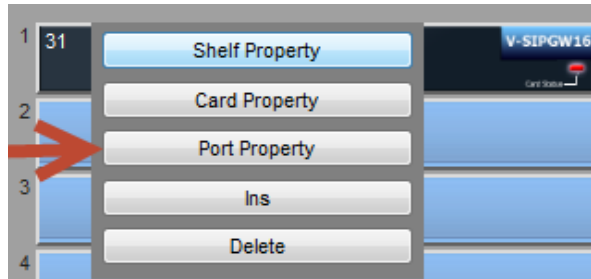 1 31 Shelf Property V-SIPGW16
Card Status
Card Property
2
Port Property
3 Ins
Delete
4